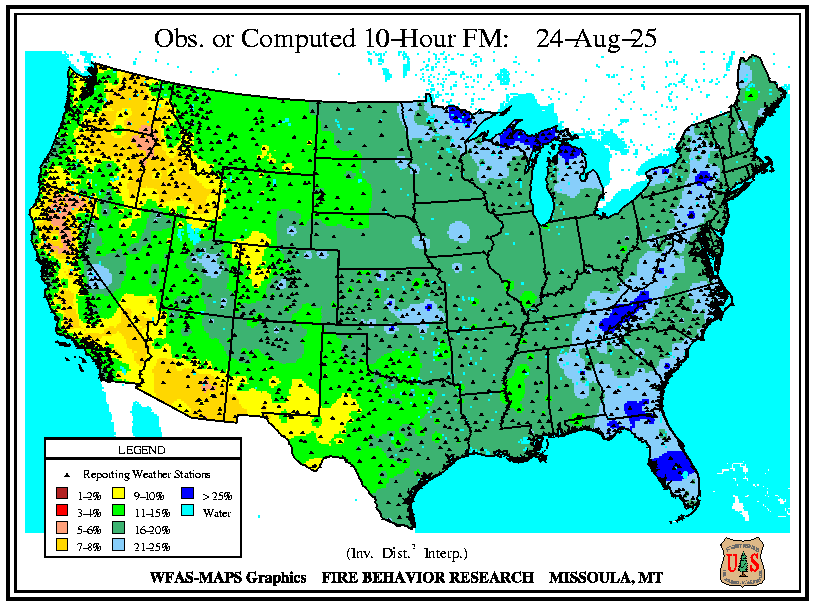 Obs. or Computed 10-Hour FM: 24-Aug-25
LEGEND
Reporting Weather Stations
1-2% 9-10% > 25%
3-4% 11-15% Water
5-6% 16-20%
7-8% 21-25%
(Inv. Dist.² Interp.)
WFAS-MAPS Graphics FIRE BEHAVIOR RESEARCH MISSOULA, MT
U S